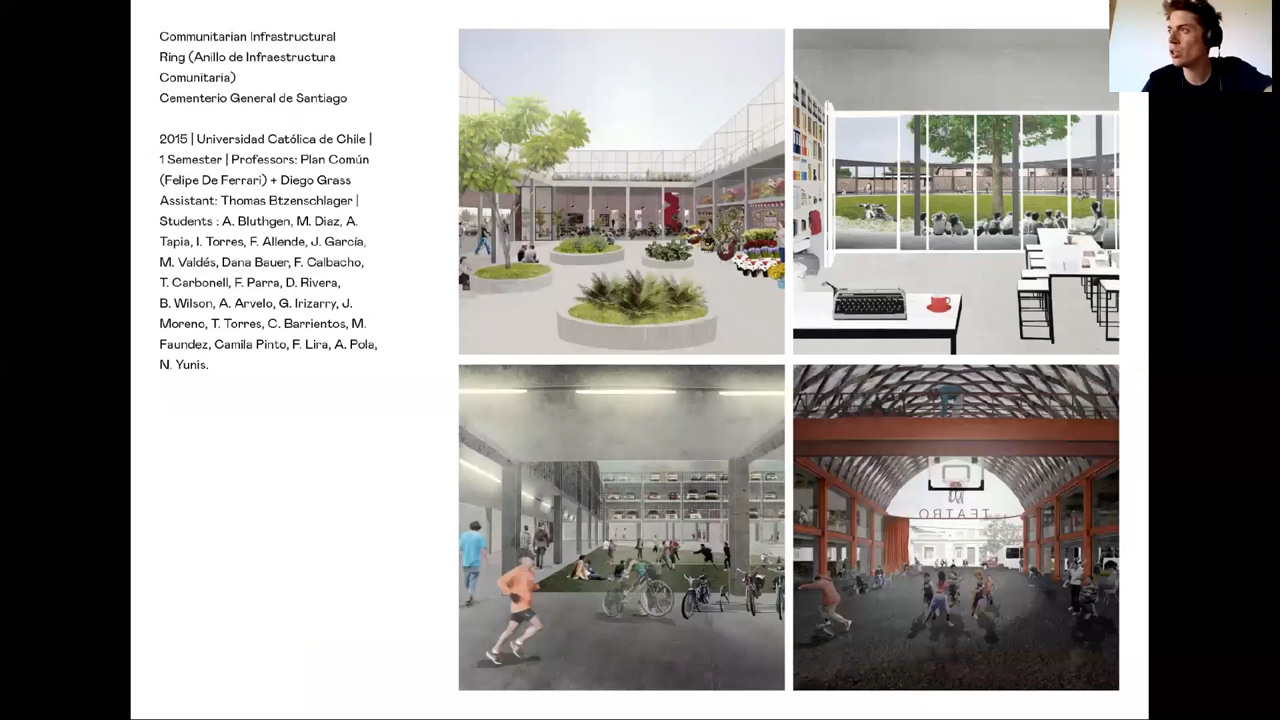 Communitarian Infrastructural
Ring (Anillo de Infraestructura
Comunitaria)
Cementerio General de Santiago
2015 | Universidad Católica de Chile |
1 Semester | Professors: Plan Común
(Felipe De Ferrari) + Diego Grass
Assistant: Thomas Btzenschlager |
Students : A. Bluthgen, M. Diaz, A.
Tapia, I. Torres, F. Allende, J. García,
M. Valdés, Dana Bauer, F. Calbacho,
T. Carbonell, F. Parra, D. Rivera,
B. Wilson, A. Arvelo, G. Irizarry, J.
Moreno, T. Torres, C. Barrientos, M.
Faundez, Camila Pinto, F. Lira, A. Pola,
N. Yunis.
TEATRO